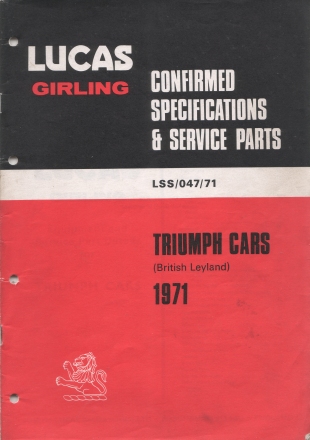 LUCAS
GIRLING
CONFIRMED
SPECIFICATIONS
& SERVICE PARTS
LSS/047/71
TRIUMPH CARS
(British Leyland)
1971